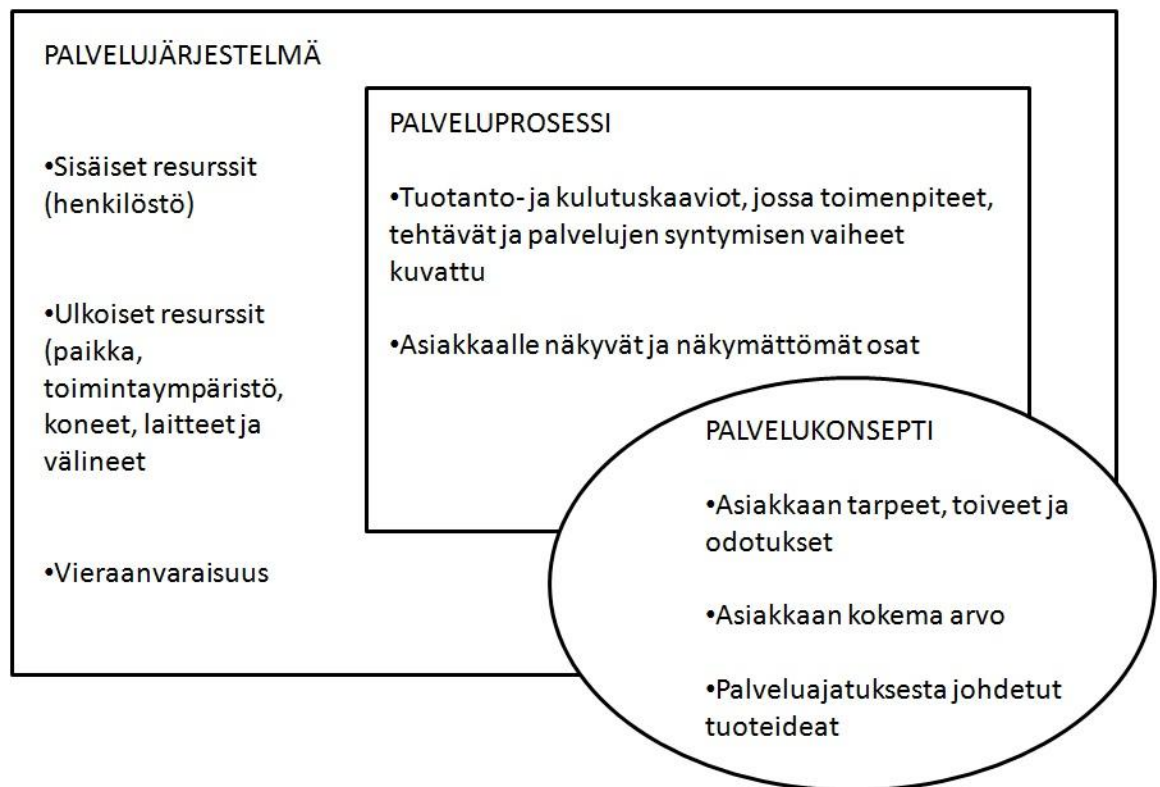 PALVELUJÄRJESTELMÄ
•Sisäiset resurssit
(henkilöstö)
•Ulkoiset resurssit
(paikka,
toimintaympäristö,
koneet, laitteet ja
välineet
•Vieraanvaraisuus
PALVELUPROSESSI
•Tuotanto- ja kulutuskaaviot, jossa toimenpiteet,
tehtävät ja palvelujen syntymisen vaiheet
kuvattu
•Asiakkaalle näkyvät ja näkymättömät osat
PALVELUKONSEPTI
•Asiakkaan tarpeet, toiveet ja
odotukset
•Asiakkaan kokema arvo
•Palveluajatuksesta johdetut
tuoteideat